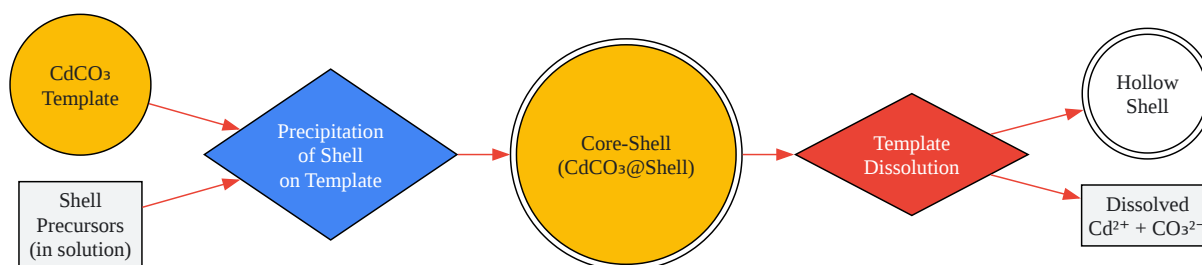 CdCO₃
Template
Shell
Precursors
(in solution)
Precipitation
of Shell
on Template
Core-Shell
(CdCO₃@Shell)
Template
Dissolution
Hollow
Shell
Dissolved
Cd²⁺ + CO₃²⁻